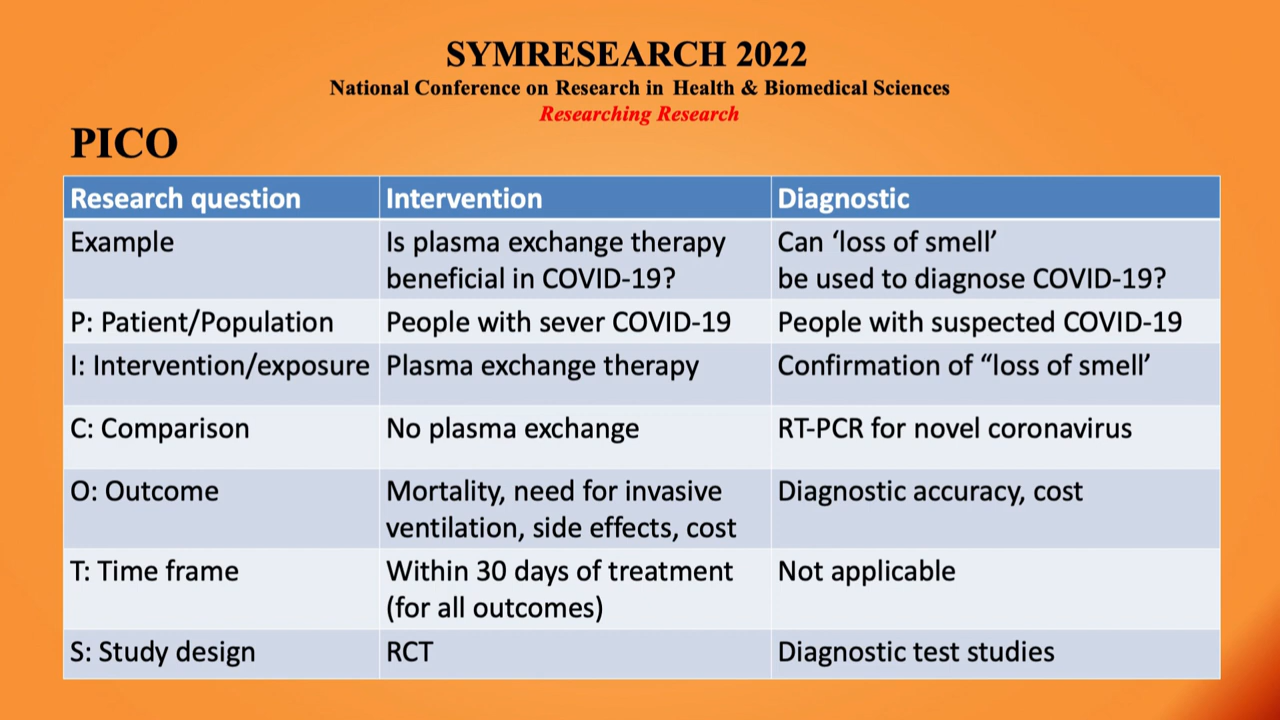 SYMRESEARCH 2022
National Conference on Research in Health & Biomedical Sciences
Researching Research
PICO
Research question Intervention Diagnostic
Example Is plasma exchange therapy Can ‘loss of smell’
beneficial in COVID-19? be used to diagnose COVID-19?
P: Patient/Population People with sever COVID-19 People with suspected COVID-19
I: Intervention/exposure Plasma exchange therapy Confirmation of “loss of smell’
C: Comparison No plasma exchange RT-PCR for novel coronavirus
O: Outcome Mortality, need for invasive Diagnostic accuracy, cost
ventilation, side effects, cost
T: Time frame Within 30 days of treatment Not applicable
(for all outcomes)
S: Study design RCT Diagnostic test studies